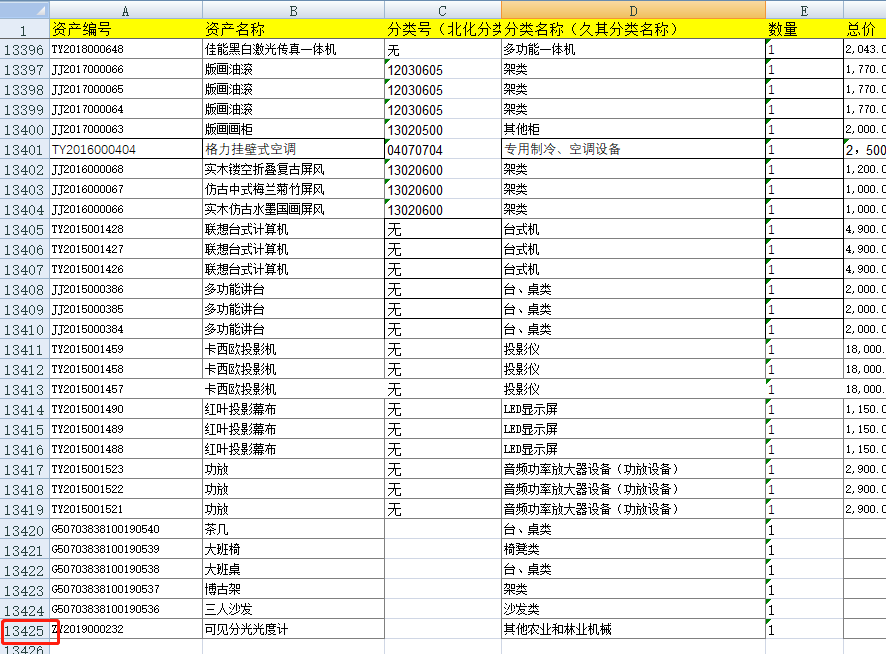 A B C D E
1 资产编号 资产名称 分类号（北化分类 分类名称（久其分类名称） 数量 总价
13396 TY2018000648 佳能黑白激光传真一体机 无 多功能一体机 1 2,043.0
13397 JJ2017000066 版画油滚 12030605 架类 1 1,770.0
13398 JJ2017000065 版画油滚 12030605 架类 1 1,770.0
13399 JJ2017000064 版画油滚 12030605 架类 1 1,770.0
13400 JJ2017000063 版画画柜 13020500 其他柜 1 2,000.0
13401 TY2016000404 格力挂壁式空调 04070704 专用制冷、空调设备 1 2，500
13402 JJ2016000068 实木镂空折叠复古屏风 13020600 架类 1 1,200.0
13403 JJ2016000067 仿古中式梅兰菊竹屏风 13020600 架类 1 1,000.0
13404 JJ2016000066 实木仿古水墨国画屏风 13020600 架类 1 1,000.0
13405 TY2015001428 联想台式计算机 无 台式机 1 4,900.0
13406 TY2015001427 联想台式计算机 无 台式机 1 4,900.0
13407 TY2015001426 联想台式计算机 无 台式机 1 4,900.0
13408 JJ2015000386 多功能讲台 无 台、桌类 1 2,000.0
13409 JJ2015000385 多功能讲台 无 台、桌类 1 2,000.0
13410 JJ2015000384 多功能讲台 无 台、桌类 1 2,000.0
13411 TY2015001459 卡西欧投影机 无 投影仪 1 18,000.
13412 TY2015001458 卡西欧投影机 无 投影仪 1 18,000.
13413 TY2015001457 卡西欧投影机 无 投影仪 1 18,000.
13414 TY2015001490 红叶投影幕布 无 LED显示屏 1 1,150.0
13415 TY2015001489 红叶投影幕布 无 LED显示屏 1 1,150.0
13416 TY2015001488 红叶投影幕布 无 LED显示屏 1 1,150.0
13417 TY2015001523 功放 无 音频功率放大器设备（功放设备） 1 2,900.0
13418 TY2015001522 功放 无 音频功率放大器设备（功放设备） 1 2,900.0
13419 TY2015001521 功放 无 音频功率放大器设备（功放设备） 1 2,900.0
13420 G50703838100190540 茶几 台、桌类 1
13421 G50703838100190539 大班椅 椅凳类 1
13422 G50703838100190538 大班桌 台、桌类 1
13423 G50703838100190537 博古架 架类 1
13424 G50703838100190536 三人沙发 沙发类 1
13425 ZY2019000232 可见分光光度计 其他农业和林业机械 1
13426